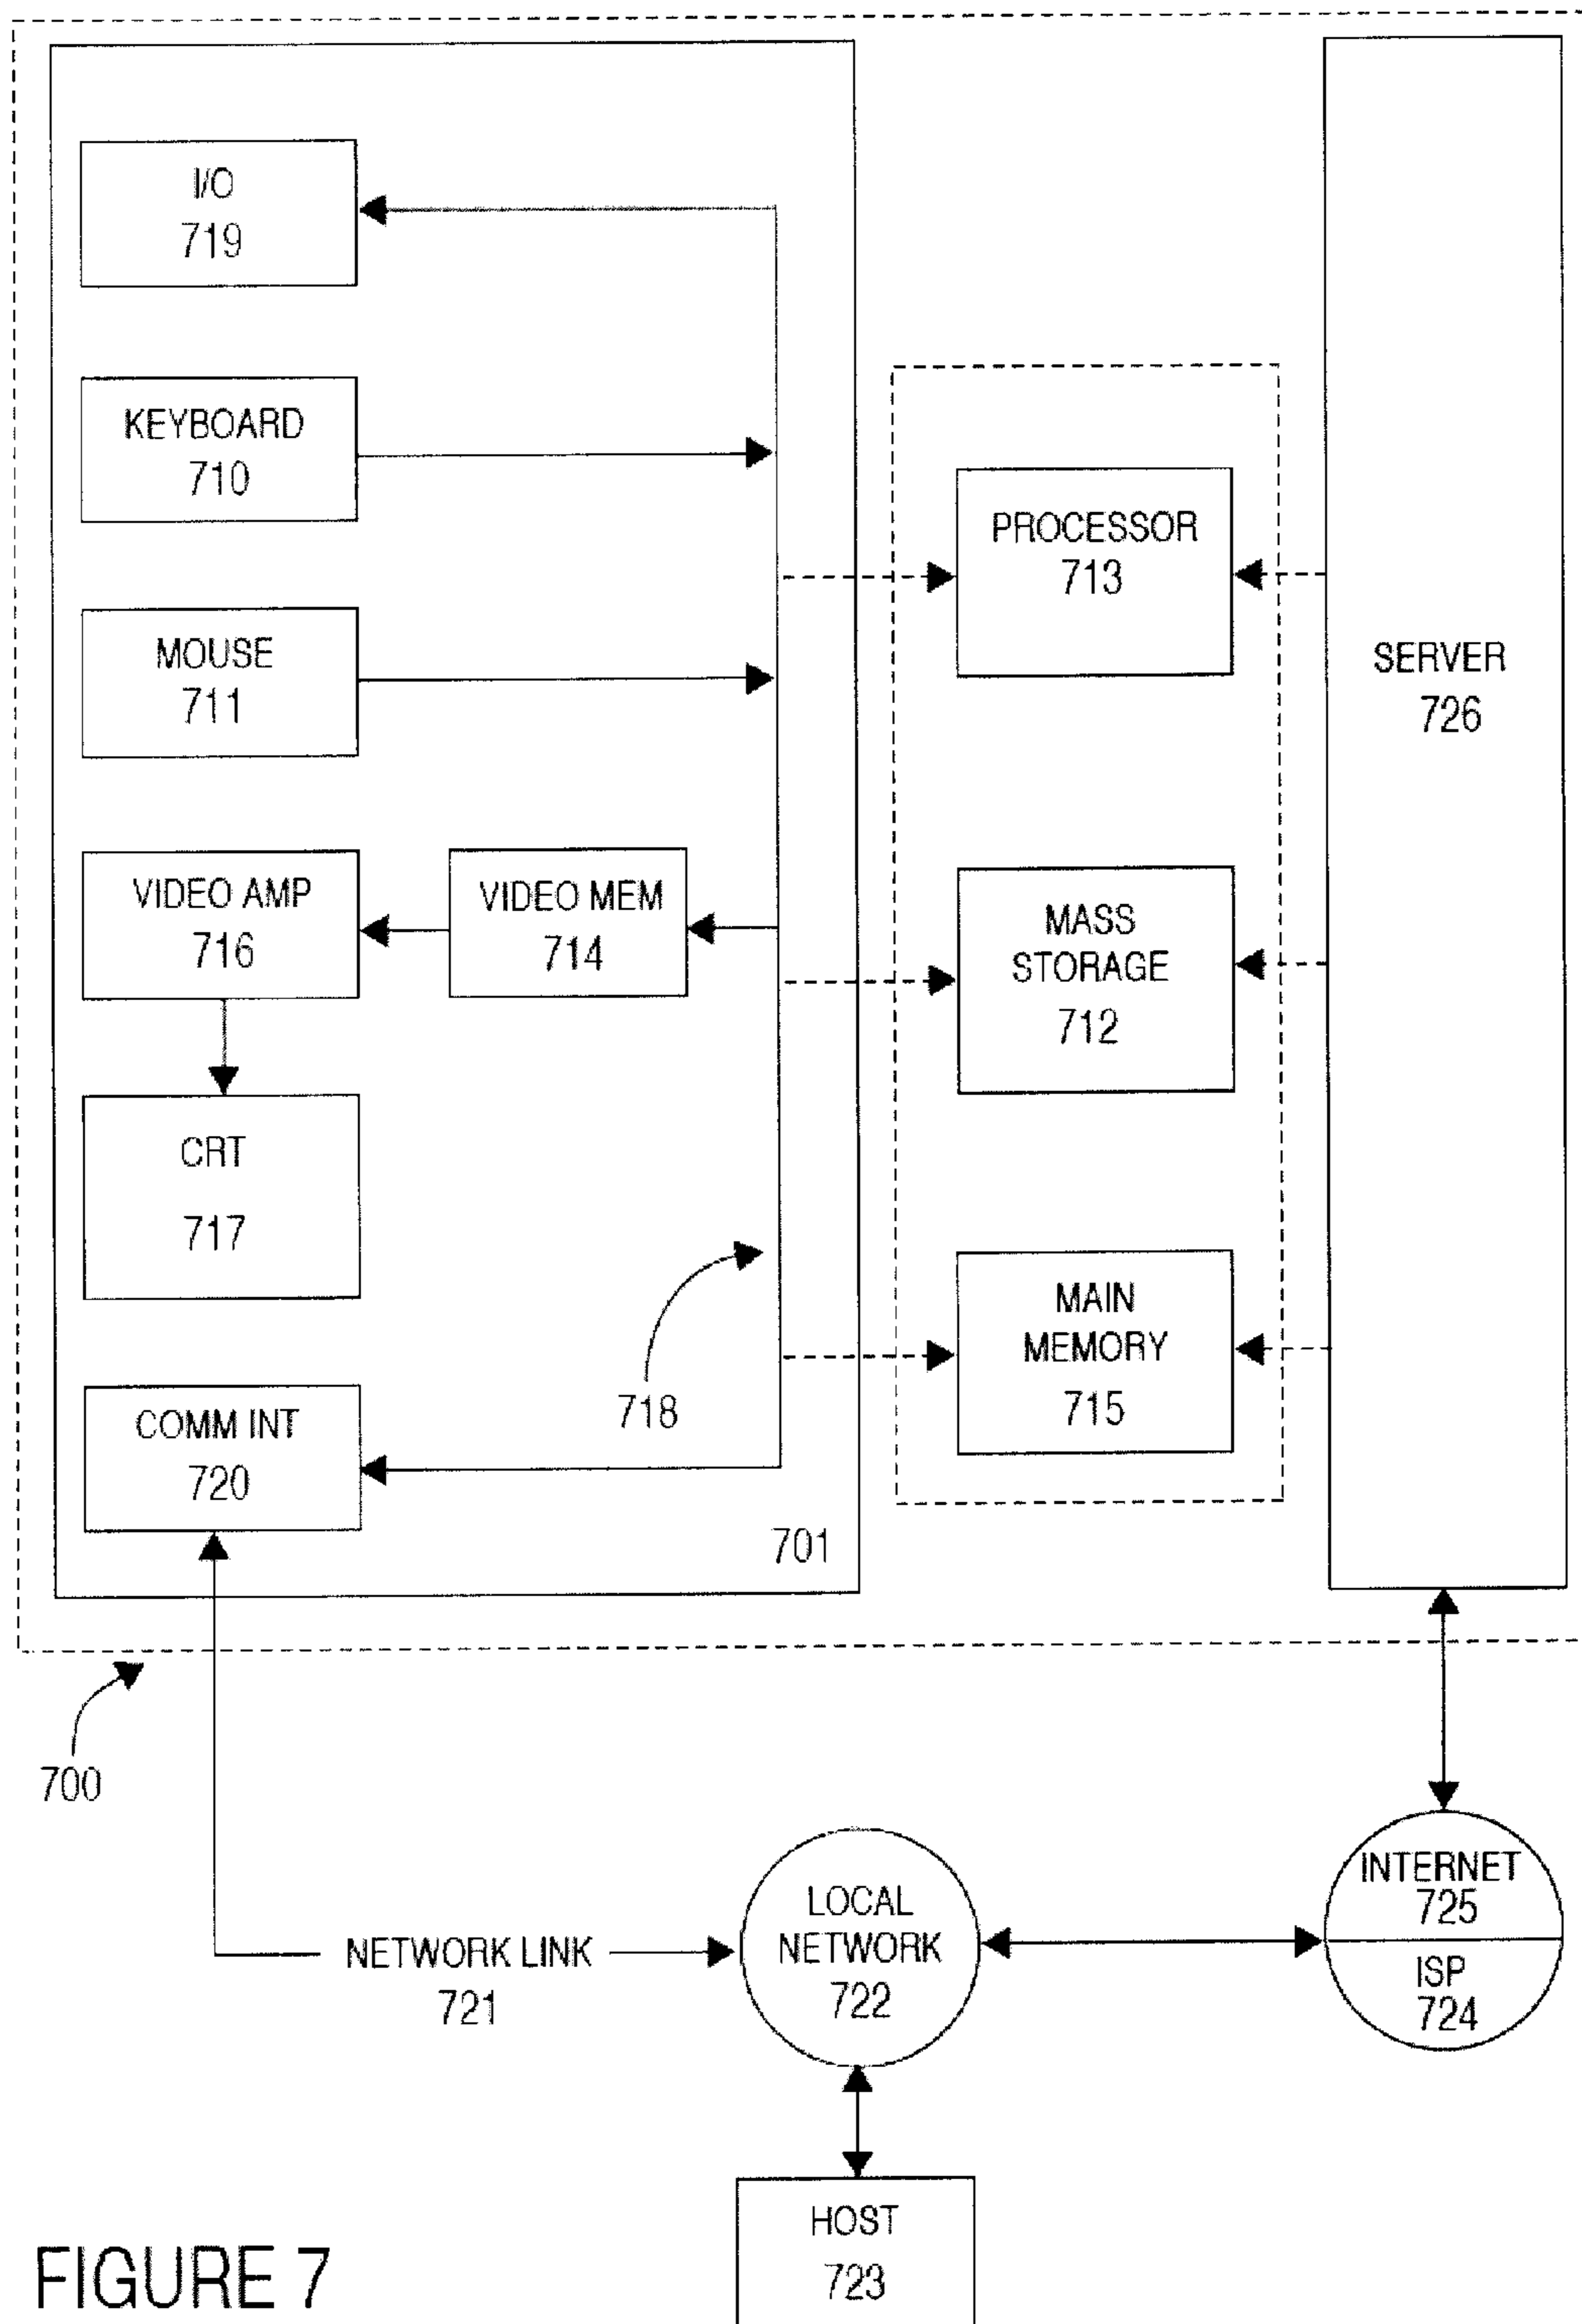 I/O
719
KEYBOARD
710
MOUSE
711
VIDEO AMP
716
VIDEO MEM
714
CRT
717
COMM INT
720
718
701
PROCESSOR
713
MASS
STORAGE
712
MAIN
MEMORY
715
SERVER
726
700
NETWORK LINK
721
LOCAL
NETWORK
722
INTERNET
725
ISP
724
HOST
723
FIGURE 7